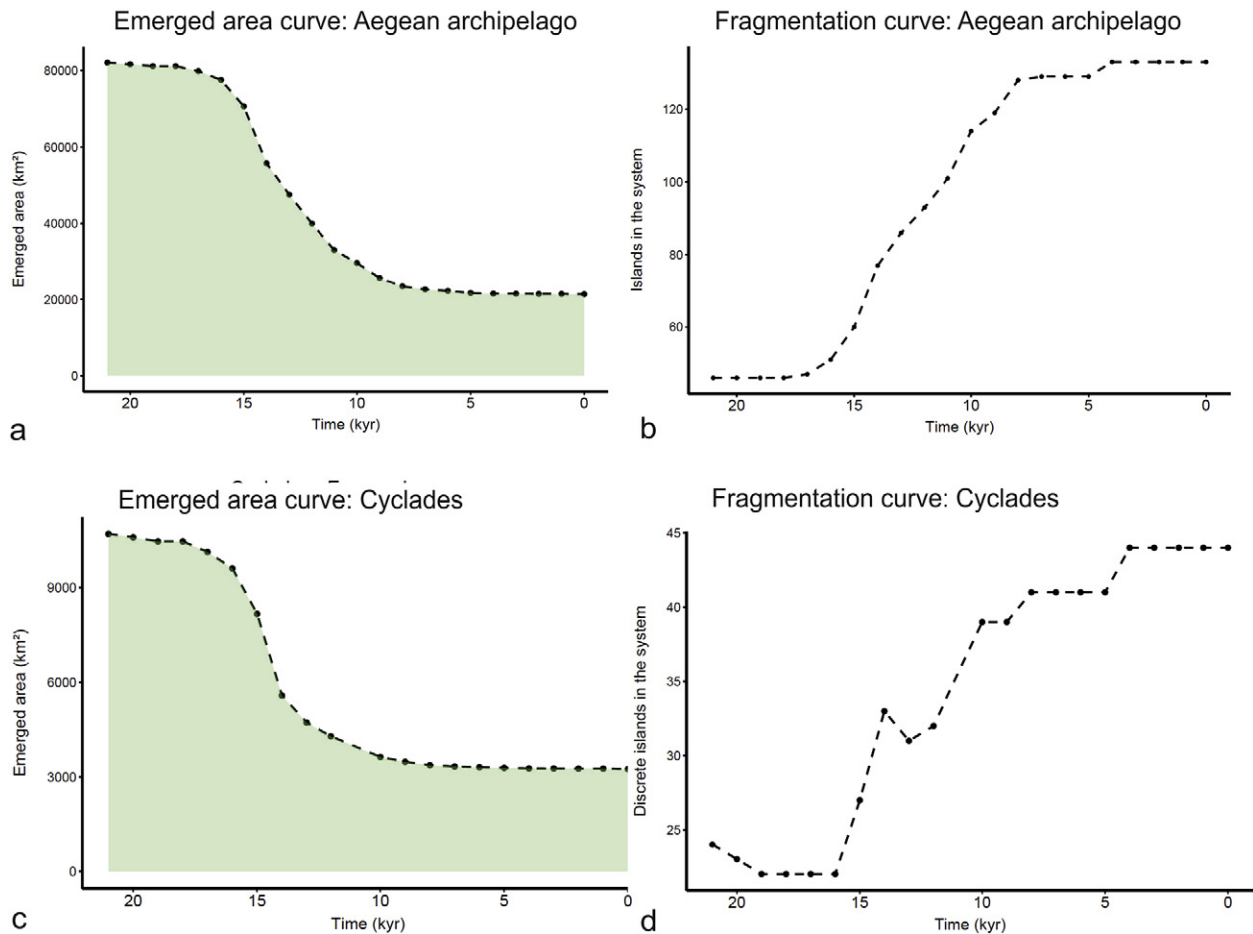 Emerged area curve: Aegean archipelago
80000
60000
40000
20000
0
Emerged area (km²)
20 15 10 5 0
Time (kyr)
a
Fragmentation curve: Aegean archipelago
120
100
80
60
Islands in the system
20 15 10 5 0
Time (kyr)
b
Emerged area curve: Cyclades
9000
6000
3000
0
Emerged area (km²)
20 15 10 5 0
Time (kyr)
c
Fragmentation curve: Cyclades
45
40
35
30
25
Discrete islands in the system
20 15 10 5 0
Time (kyr)
d